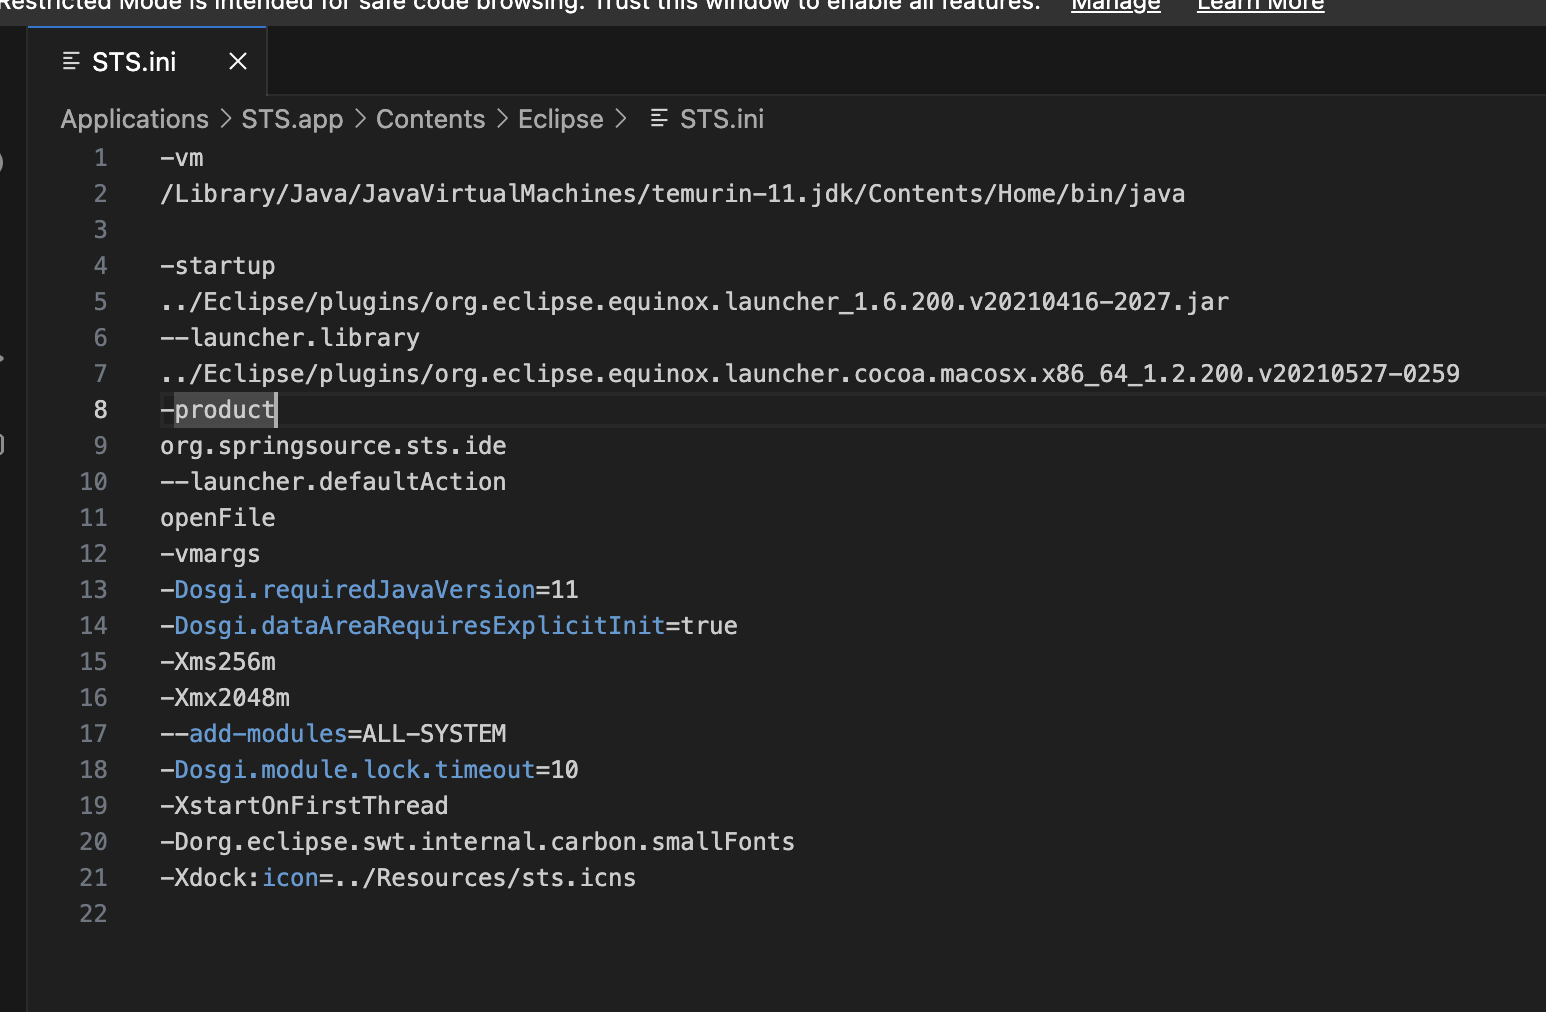 Restricted Mode is intended for safe code browsing. Trust this window to enable all features. Manage Learn More
STS.ini
Applications > STS.app > Contents > Eclipse > STS.ini
1 -vm
2 /Library/Java/JavaVirtualMachines/temurin-11.jdk/Contents/Home/bin/java
3
4 -startup
5 ../Eclipse/plugins/org.eclipse.equinox.launcher_1.6.200.v20210416-2027.jar
6 --launcher.library
7 ../Eclipse/plugins/org.eclipse.equinox.launcher.cocoa.macosx.x86_64_1.2.200.v20210527-0259
8 -product
9 org.springsource.sts.ide
10 --launcher.defaultAction
11 openFile
12 -vmargs
13 -Dosgi.requiredJavaVersion=11
14 -Dosgi.dataAreaRequiresExplicitInit=true
15 -Xms256m
16 -Xmx2048m
17 --add-modules=ALL-SYSTEM
18 -Dosgi.module.lock.timeout=10
19 -XstartOnFirstThread
20 -Dorg.eclipse.swt.internal.carbon.smallFonts
21 -Xdock:icon=../Resources/sts.icns
22